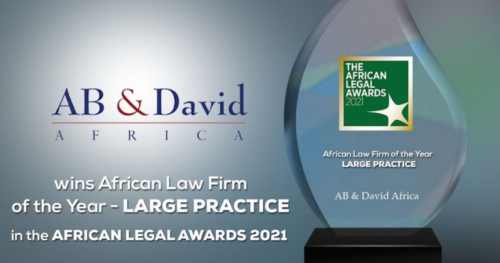 AB & David
AFRICA
wins African Law Firm
of the Year - LARGE PRACTICE
in the AFRICAN LEGAL AWARDS 2021
THE
AFRICAN
LEGAL
AWARDS
2021
African Law Firm of the Year
LARGE PRACTICE
AB & David Africa